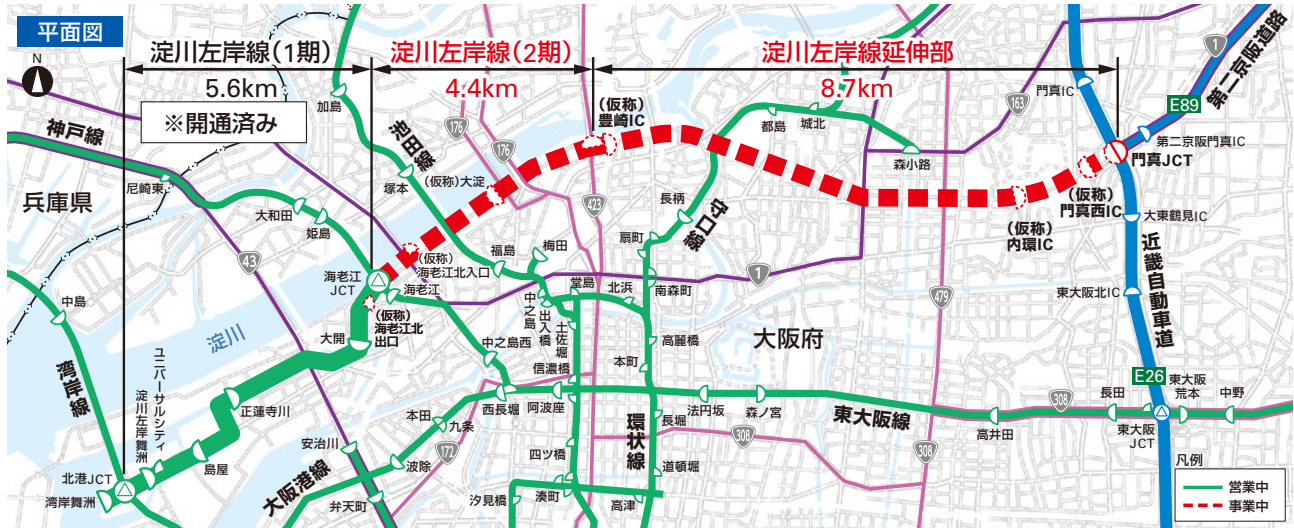 平面図
N
淀川左岸線(1期)
淀川左岸線(2期)
淀川左岸線延伸部
5.6km
4.4km
8.7km
※開通済み
1
第二京阪道路
E89
門真IC
163
第二京阪門真IC
門真JCT
加島
池田線
176
176
(仮称)
豊崎IC
都島
城北
森小路
神戸線
尼崎東
兵庫県
塚本
(仮称)大淀
423
長柄
守口線
(仮称)
門真西IC
(仮称)
内環IC
大東鶴見IC
大和田
姫島
43
福島
梅田
扇町
海老江
JCT
(仮称)
海老江北入口
海老江
(仮称)
海老江北
出口
堂島
北浜
南森町
1
479
東大阪北IC
近畿自動車道
中島
淀川
大開
中之島
出入橋
土佐堀
中之島西
高麗橋
大阪府
本町
信濃橋
湾岸線
ユニバーサルシティ
淀川左岸舞洲
正蓮寺川
西長堀
阿波座
法円坂
森ノ宮
東大阪線
308
E26
東大阪
荒本
長田
中野
東大阪
JCT
高井田
本田
九条
環状線
長堀
308
308
安治川
172
四ツ橋
道頓堀
島屋
北港JCT
湾岸舞洲
大阪港線
波除
弁天町
汐見橋
湊町
高津
凡例
営業中
事業中